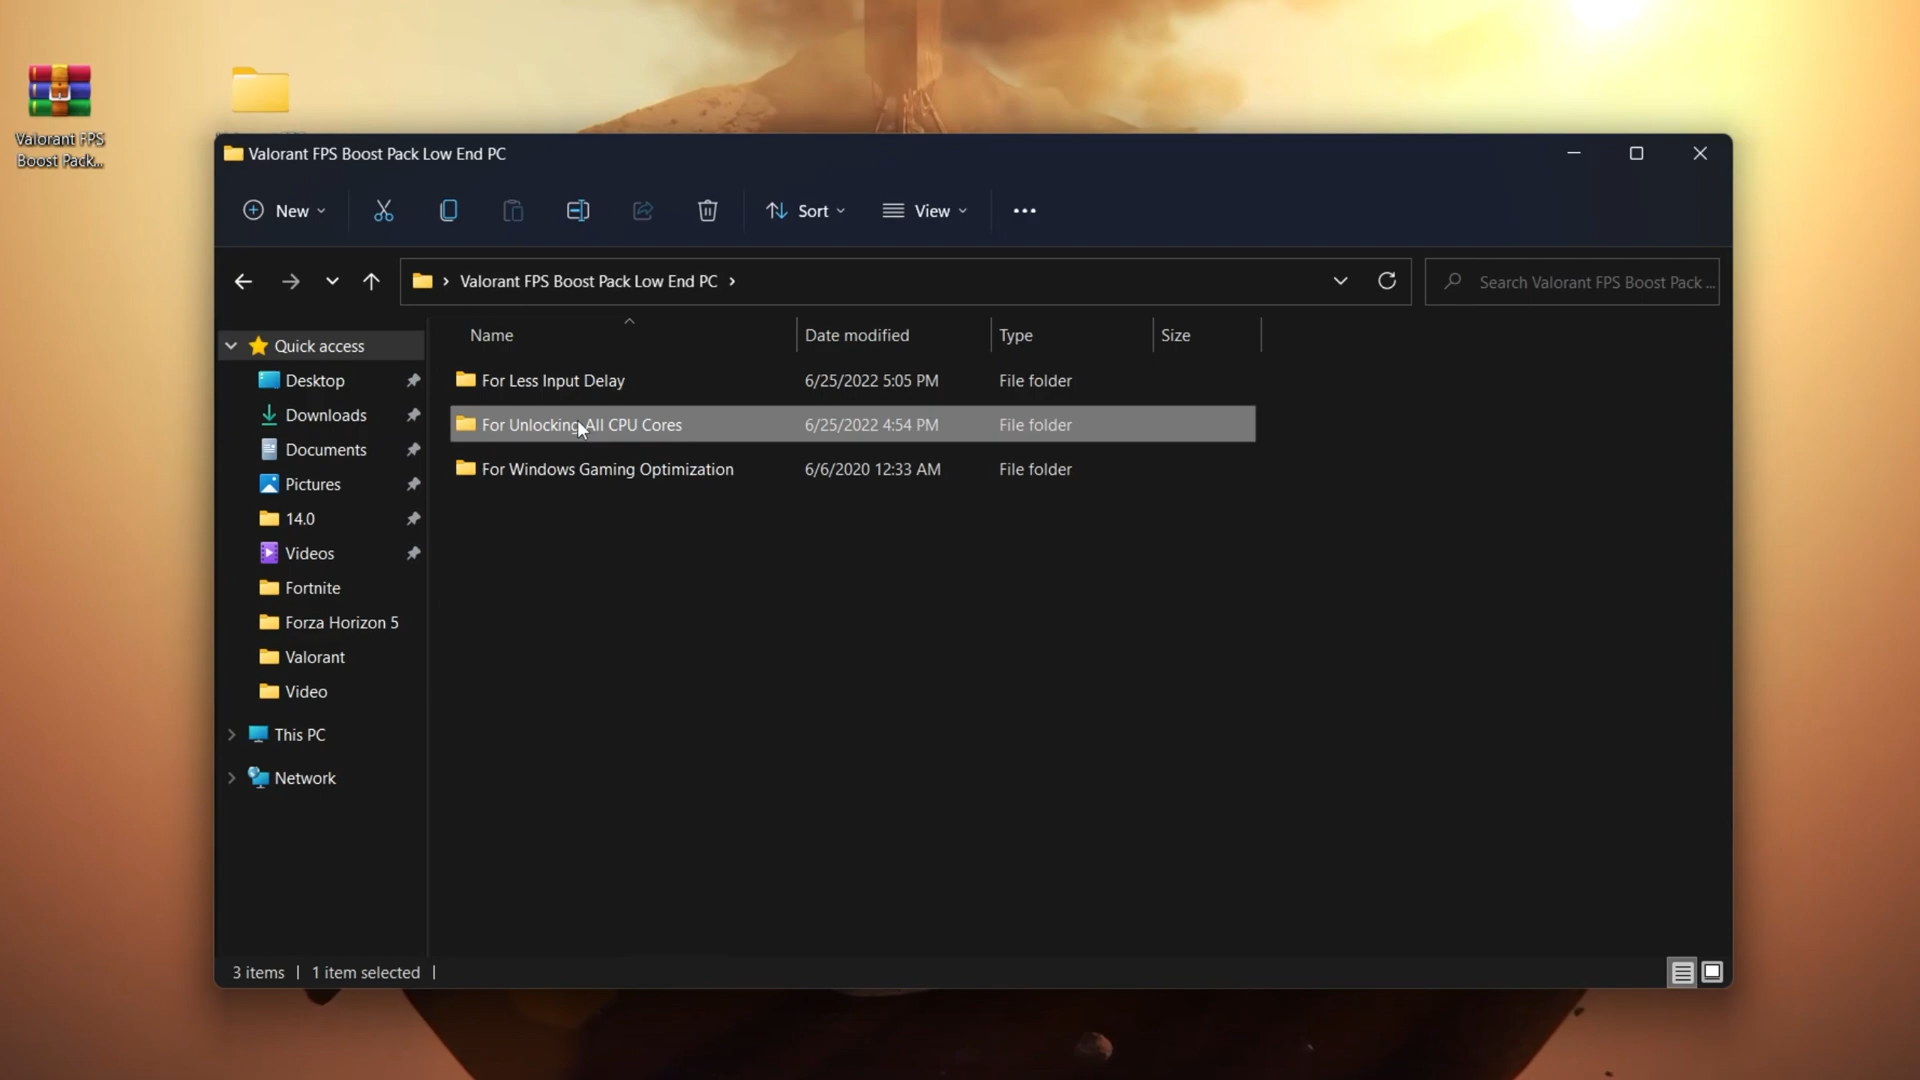 Valorant FPS
Boost Pack...
Valorant FPS Boost Pack Low End PC
New
Sort
View
Valorant FPS Boost Pack Low End PC
Search Valorant FPS Boost Pack ...
Name Date modified Type Size
For Less Input Delay 6/25/2022 5:05 PM File folder
For Unlocking All CPU Cores 6/25/2022 4:54 PM File folder
For Windows Gaming Optimization 6/6/2020 12:33 AM File folder
Quick access
Desktop
Downloads
Documents
Pictures
14.0
Videos
Fortnite
Forza Horizon 5
Valorant
Video
This PC
Network
3 items | 1 item selected |